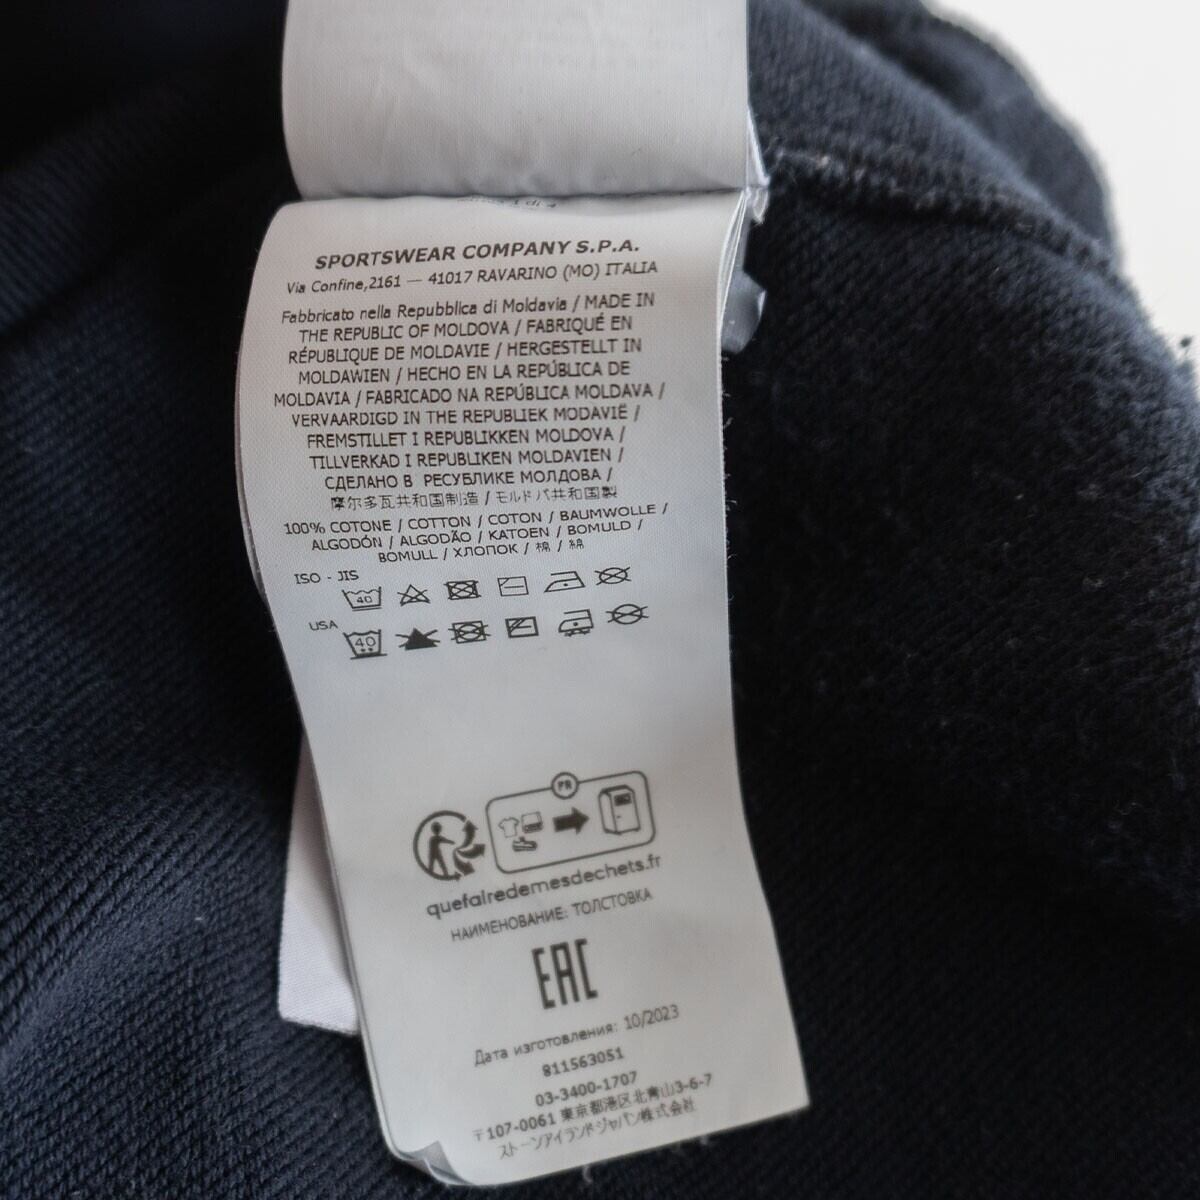 SPORTSWEAR COMPANY S.P.A.
Via Confine,2161 — 41017 RAVARINO (MO) ITALIA
Fabbricato nella Repubblica di Moldavia / MADE IN
THE REPUBLIC OF MOLDOVA / FABRIQUÉ EN
RÉPUBLIQUE DE MOLDAVIE / HERGESTELLT IN
MOLDAWIEN / HECHO EN LA REPÚBLICA DE
MOLDAVIA / FABRICADO NA REPÚBLICA MOLDAVA /
VERVAARDIGD IN THE REPUBLIEK MODAVIË /
FREMSTILLET I REPUBLIKKEN MOLDOVA /
TILLVERKAD I REPUBLIKEN MOLDAVIEN /
СДЕЛАНО В РЕСУБЛИКЕ МОЛДОВА /
摩尔多瓦共和国制造 / モルドバ共和国製
100% COTONE / COTTON / COTON / BAUMWOLLE /
ALGODÓN / ALGODÃO / KATOEN / BOMULD /
BOMULL / ХЛОПОК / 棉 / 綿
ISO - JIS
40
USA
40
FR
quefairedemesdechets.fr
НАИМЕНОВАНИЕ: ТОЛСТОВКА
EAC
Дата изготовления: 10/2023
811563051
03-3400-1707
〒107-0061 東京都港区北青山3-6-7
ストーンアイランドジャパン株式会社